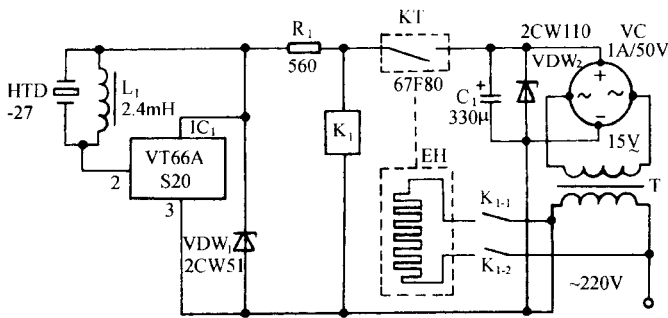 KT
2CW110
VC
1A/50V
R₁
560
VDW₂
HTD
-27
L₁
2.4mH
67F80
C₁
330μ
+
+
~
~
−
IC₁
K₁
15V̰
VT66A
S20
2
3
EH
T
K₁₋₁
VDW₁
2CW51
K₁₋₂
~220V